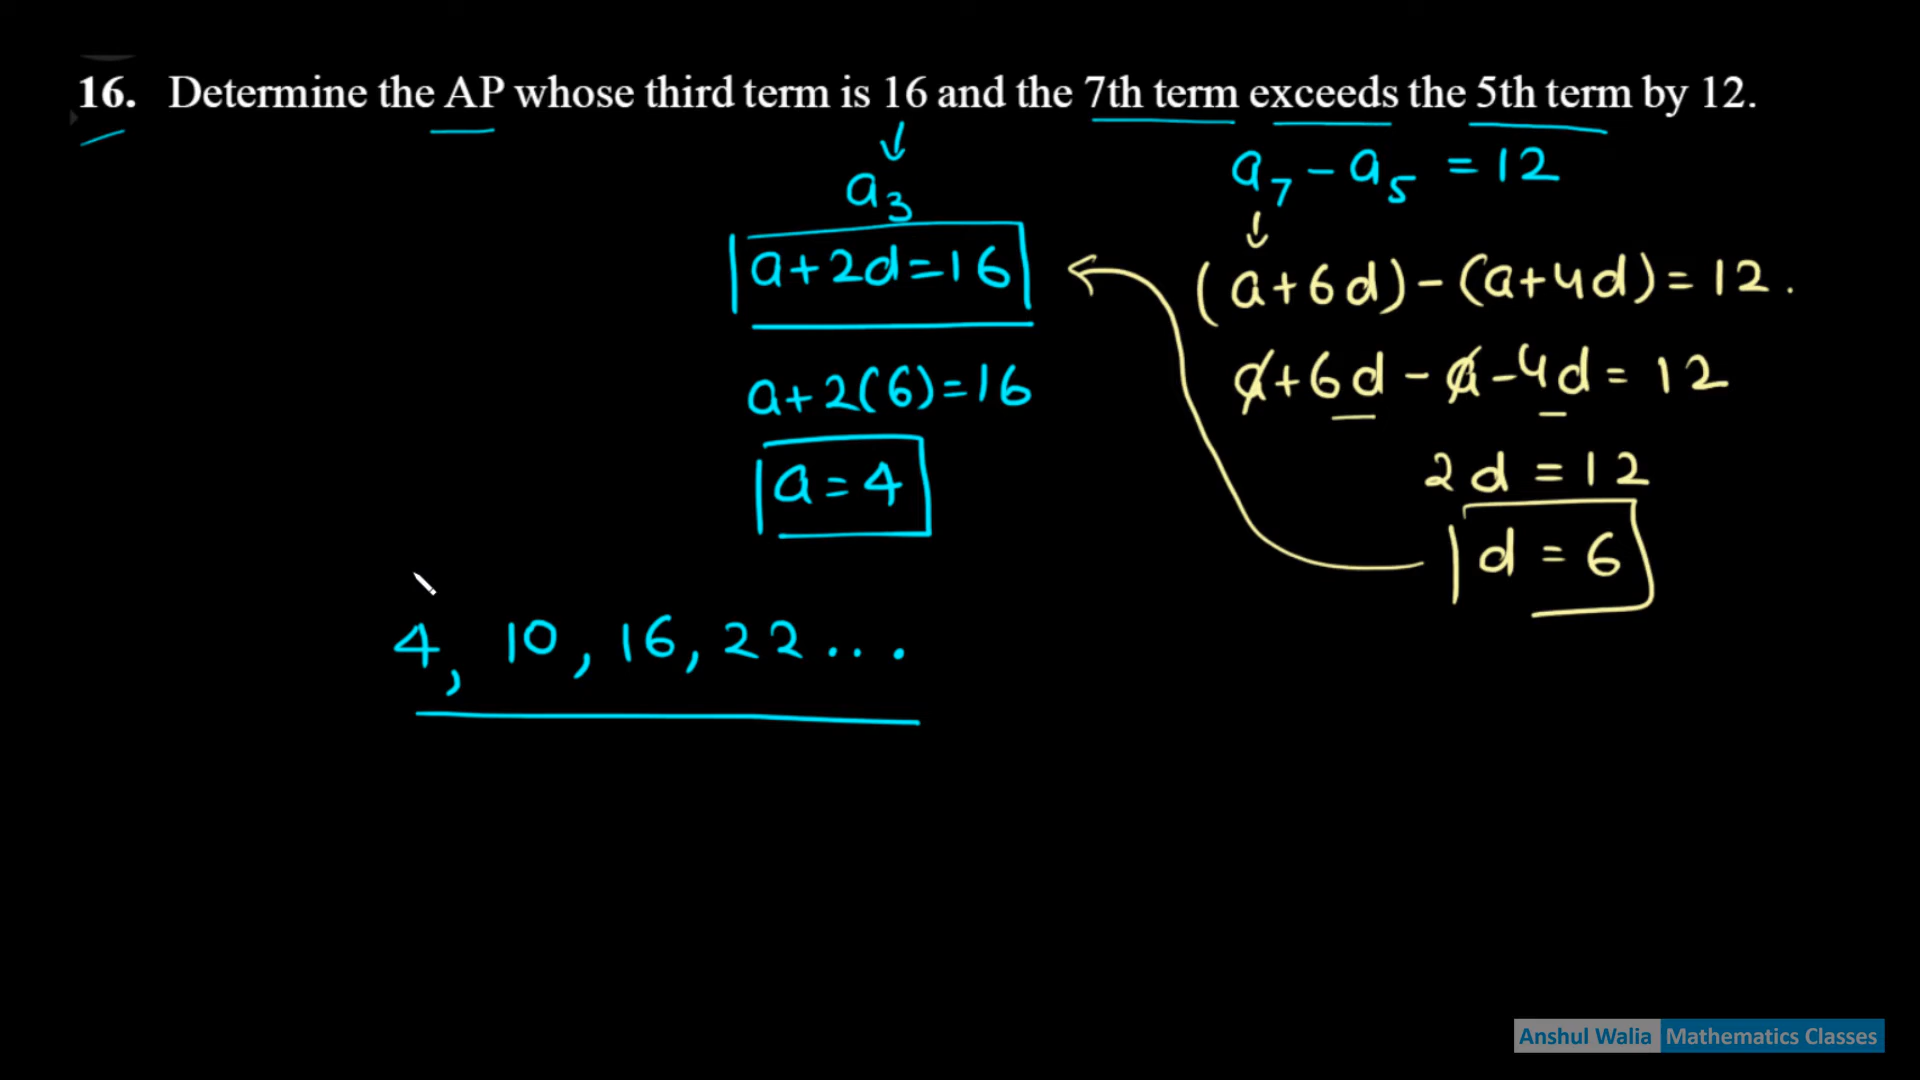 16. Determine the AP whose third term is 16 and the 7th term exceeds the 5th term by 12.
a₇ - a₅ = 12
a₃
a+2d=16
(a+6d)-(a+4d)=12.
a+2(6)=16
a+6d-a-4d=12
a=4
2d=12
d=6
4, 10, 16, 22...
Anshul Walia Mathematics Classes